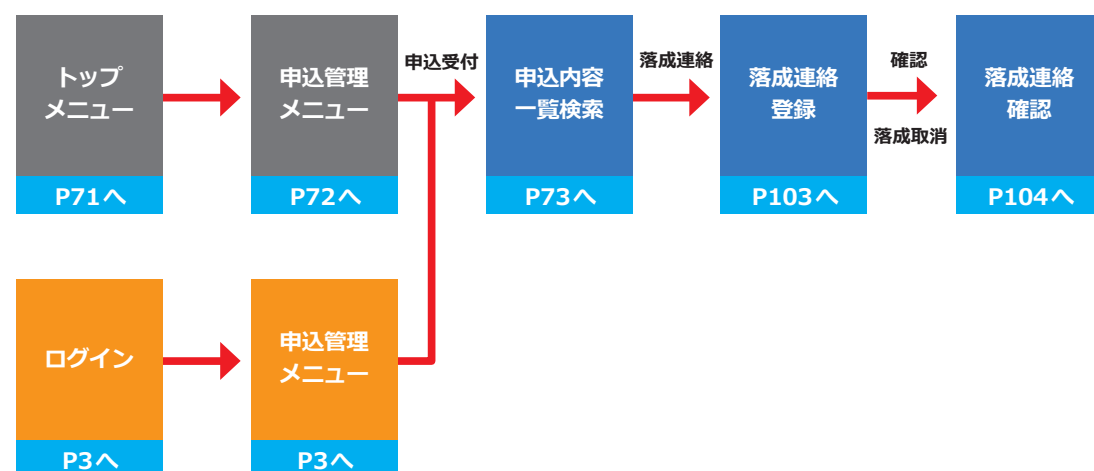 トップ
メニュー
P71へ
申込管理
メニュー
P72へ
申込受付
申込内容
一覧検索
P73へ
落成連絡
落成連絡
登録
P103へ
確認
落成取消
落成連絡
確認
P104へ
ログイン
P3へ
申込管理
メニュー
P3へ